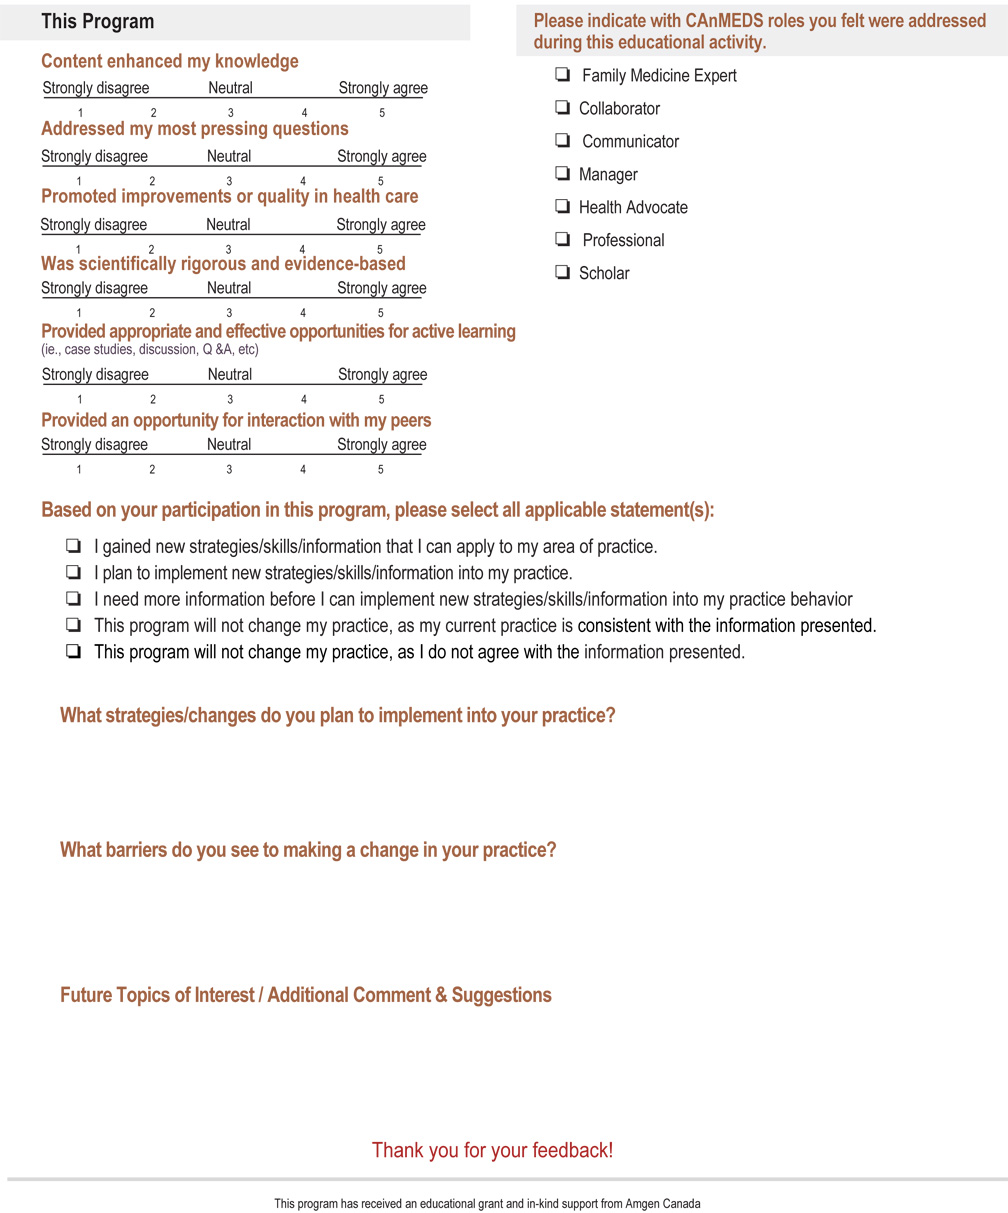 This Program
Content enhanced my knowledge
Strongly disagree Neutral Strongly agree
1 2 3 4 5
Addressed my most pressing questions
Strongly disagree Neutral Strongly agree
1 2 3 4 5
Promoted improvements or quality in health care
Strongly disagree Neutral Strongly agree
1 2 3 4 5
Was scientifically rigorous and evidence-based
Strongly disagree Neutral Strongly agree
1 2 3 4 5
Provided appropriate and effective opportunities for active learning
(ie., case studies, discussion, Q &A, etc)
Strongly disagree Neutral Strongly agree
1 2 3 4 5
Provided an opportunity for interaction with my peers
Strongly disagree Neutral Strongly agree
1 2 3 4 5
Please indicate with CAnMEDS roles you felt were addressed
during this educational activity.
❏ Family Medicine Expert
❏ Collaborator
❏ Communicator
❏ Manager
❏ Health Advocate
❏ Professional
❏ Scholar
Based on your participation in this program, please select all applicable statement(s):
❏ I gained new strategies/skills/information that I can apply to my area of practice.
❏ I plan to implement new strategies/skills/information into my practice.
❏ I need more information before I can implement new strategies/skills/information into my practice behavior
❏ This program will not change my practice, as my current practice is consistent with the information presented.
❏ This program will not change my practice, as I do not agree with the information presented.
What strategies/changes do you plan to implement into your practice?
What barriers do you see to making a change in your practice?
Future Topics of Interest / Additional Comment & Suggestions
Thank you for your feedback!
This program has received an educational grant and in-kind support from Amgen Canada